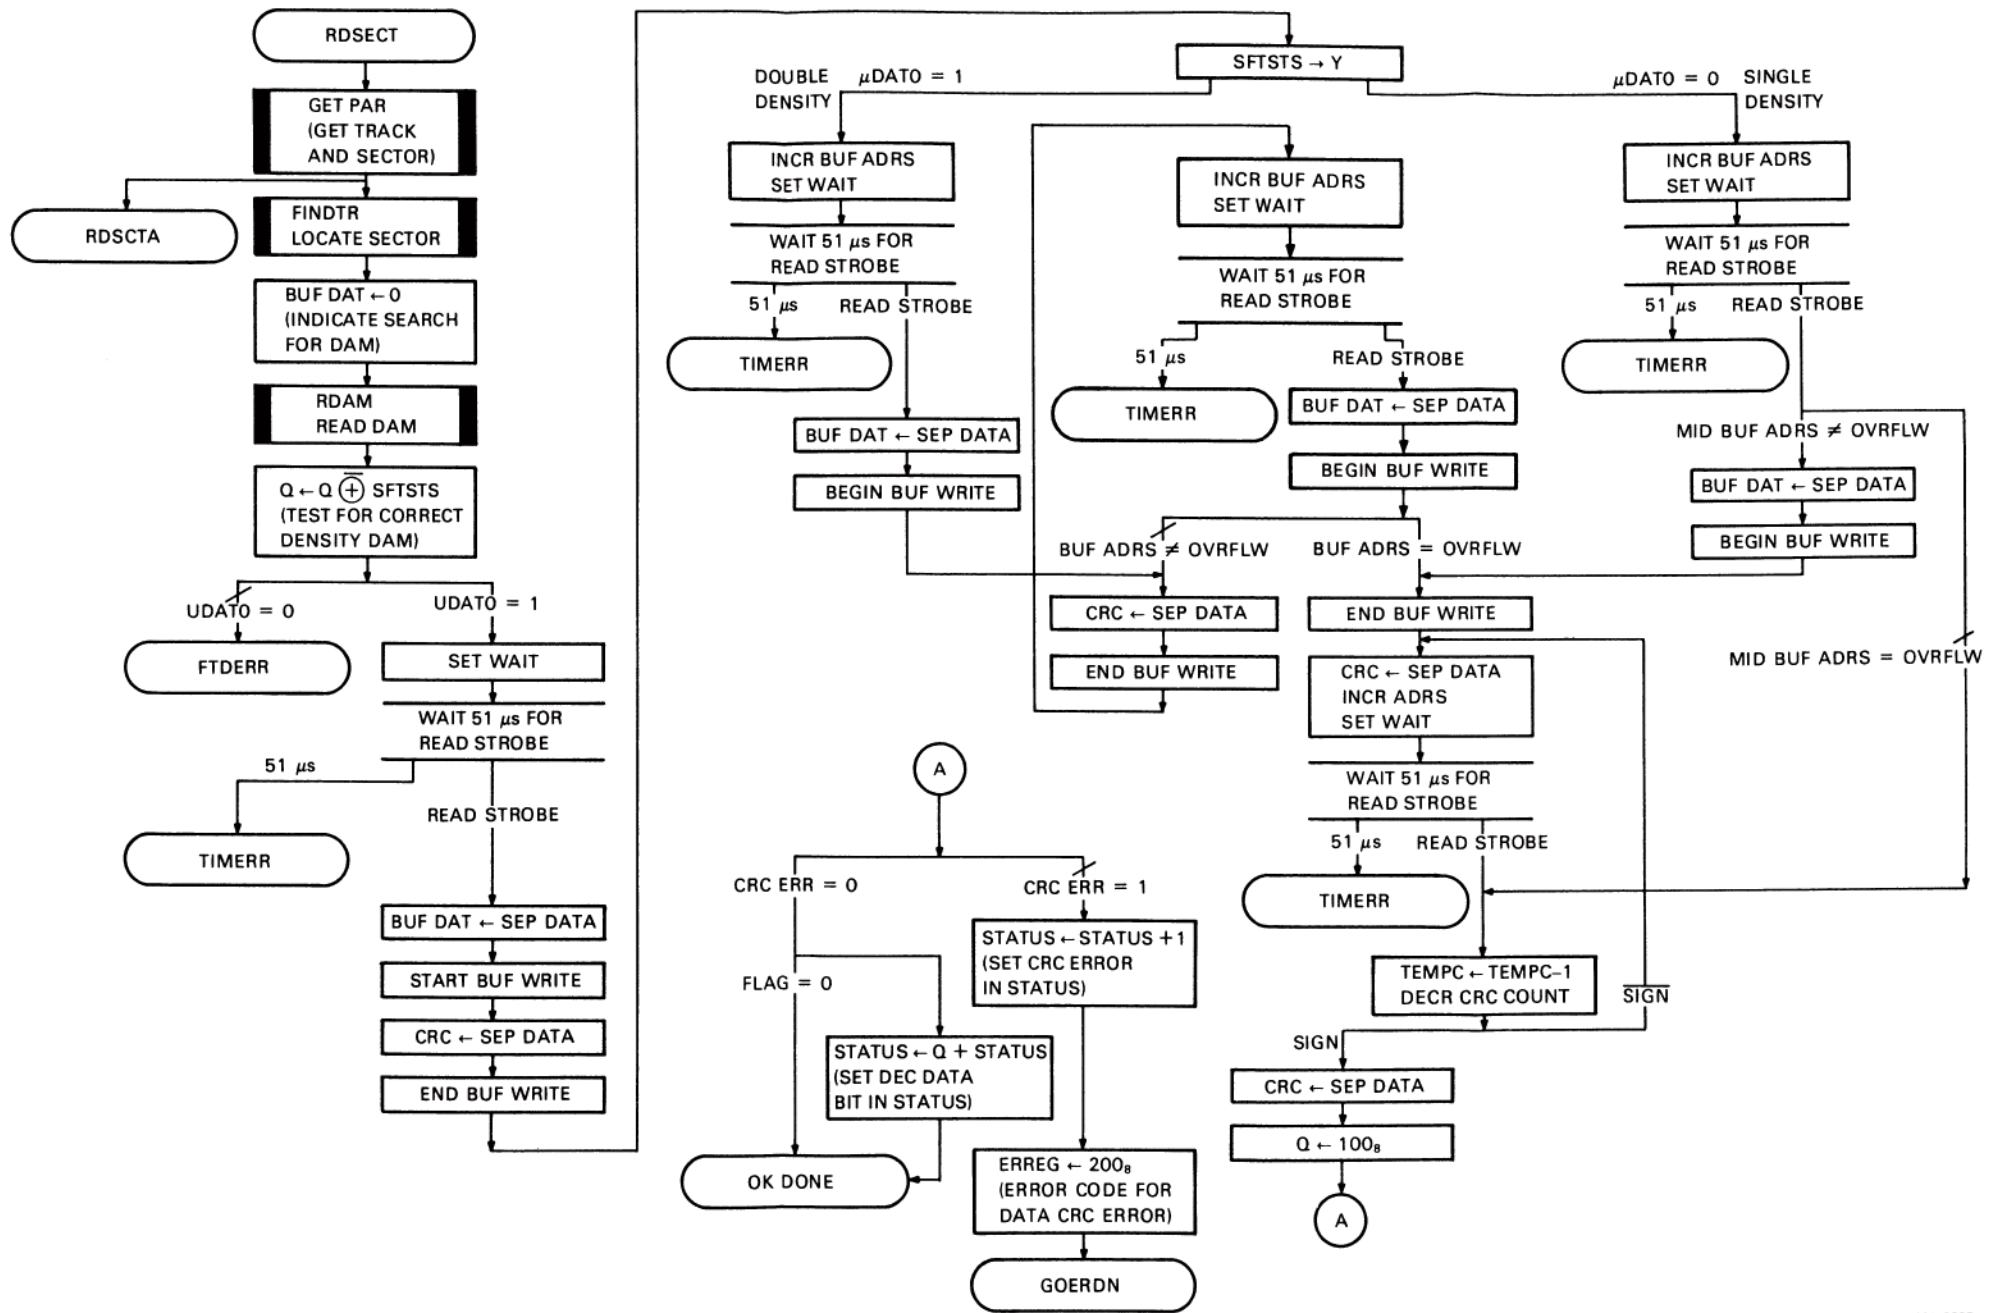 RDSECT
GET PAR
(GET TRACK
AND SECTOR)
RDSCTA
FINDTR
LOCATE SECTOR
BUF DAT ← 0
(INDICATE SEARCH
FOR DAM)
RDAM
READ DAM
Q ← Q ⊕ SFTSTS
(TEST FOR CORRECT
DENSITY DAM)
UDAT0 = 0
UDAT0 = 1
FTDERR
SET WAIT
WAIT 51 μs FOR
READ STROBE
51 μs
READ STROBE
TIMERR
BUF DAT ← SEP DATA
START BUF WRITE
CRC ← SEP DATA
END BUF WRITE
SFTSTS → Y
DOUBLE
DENSITY
μDAT0 = 1
μDAT0 = 0
SINGLE
DENSITY
INCR BUF ADRS
SET WAIT
WAIT 51 μs FOR
READ STROBE
51 μs
READ STROBE
TIMERR
BUF DAT ← SEP DATA
BEGIN BUF WRITE
INCR BUF ADRS
SET WAIT
WAIT 51 μs FOR
READ STROBE
51 μs
READ STROBE
TIMERR
BUF DAT ← SEP DATA
BEGIN BUF WRITE
BUF ADRS ≠ OVRFLW
BUF ADRS = OVRFLW
CRC ← SEP DATA
END BUF WRITE
INCR BUF ADRS
SET WAIT
WAIT 51 μs FOR
READ STROBE
51 μs
READ STROBE
TIMERR
MID BUF ADRS ≠ OVRFLW
BUF DAT ← SEP DATA
BEGIN BUF WRITE
MID BUF ADRS = OVRFLW
END BUF WRITE
CRC ← SEP DATA
INCR ADRS
SET WAIT
WAIT 51 μs FOR
READ STROBE
51 μs
READ STROBE
TIMERR
TEMPC ← TEMPC–1
DECR CRC COUNT
SIGN
SIGN
CRC ← SEP DATA
Q ← 100₈
A
A
CRC ERR = 0
CRC ERR = 1
FLAG = 0
STATUS ← Q + STATUS
(SET DEC DATA
BIT IN STATUS)
OK DONE
STATUS ← STATUS +1
(SET CRC ERROR
IN STATUS)
ERREG ← 200₈
(ERROR CODE FOR
DATA CRC ERROR)
GOERDN